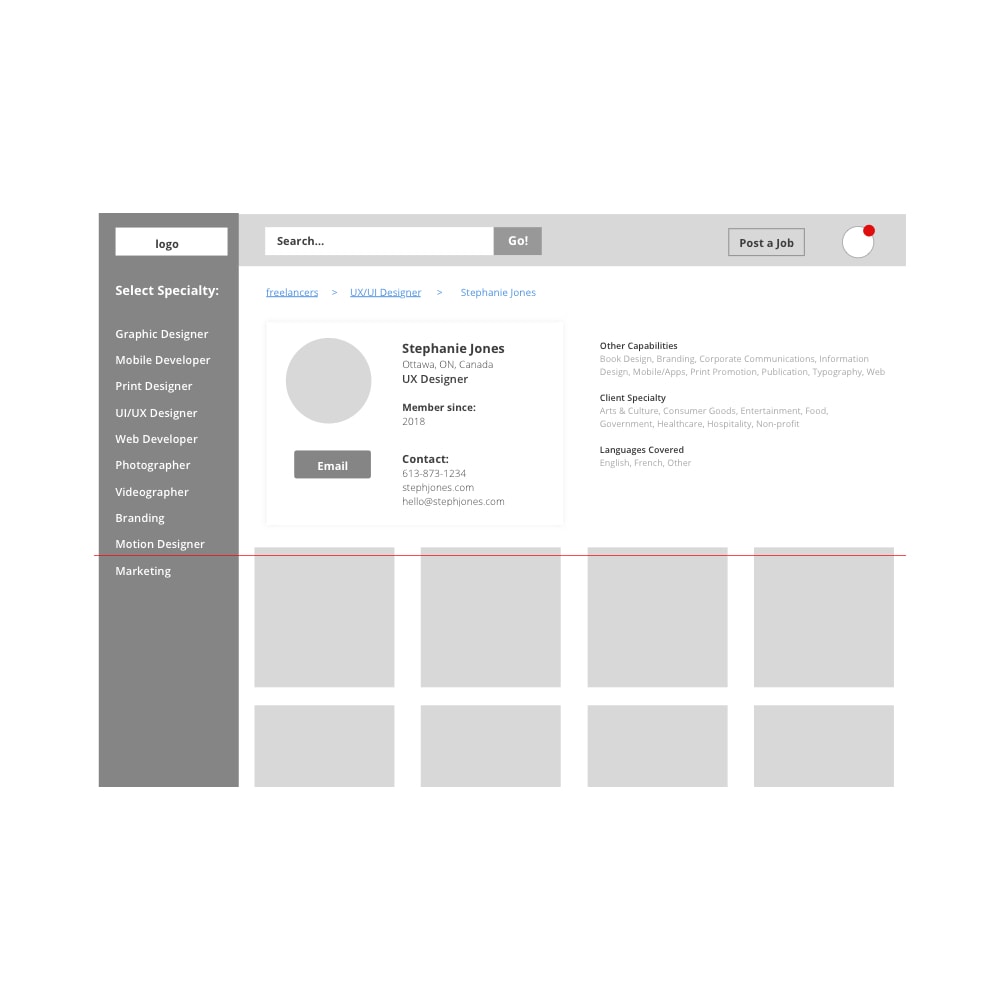 logo
Search...
Go!
Post a Job
Select Specialty:
Graphic Designer
Mobile Developer
Print Designer
UI/UX Designer
Web Developer
Photographer
Videographer
Branding
Motion Designer
Marketing
freelancers > UX/UI Designer > Stephanie Jones
Stephanie Jones
Ottawa, ON, Canada
UX Designer
Member since:
2018
Email
Contact:
613-873-1234
stephjones.com
hello@stephjones.com
Other Capabilities
Book Design, Branding, Corporate Communications, Information
Design, Mobile/Apps, Print Promotion, Publication, Typography, Web
Client Specialty
Arts & Culture, Consumer Goods, Entertainment, Food,
Government, Healthcare, Hospitality, Non-profit
Languages Covered
English, French, Other